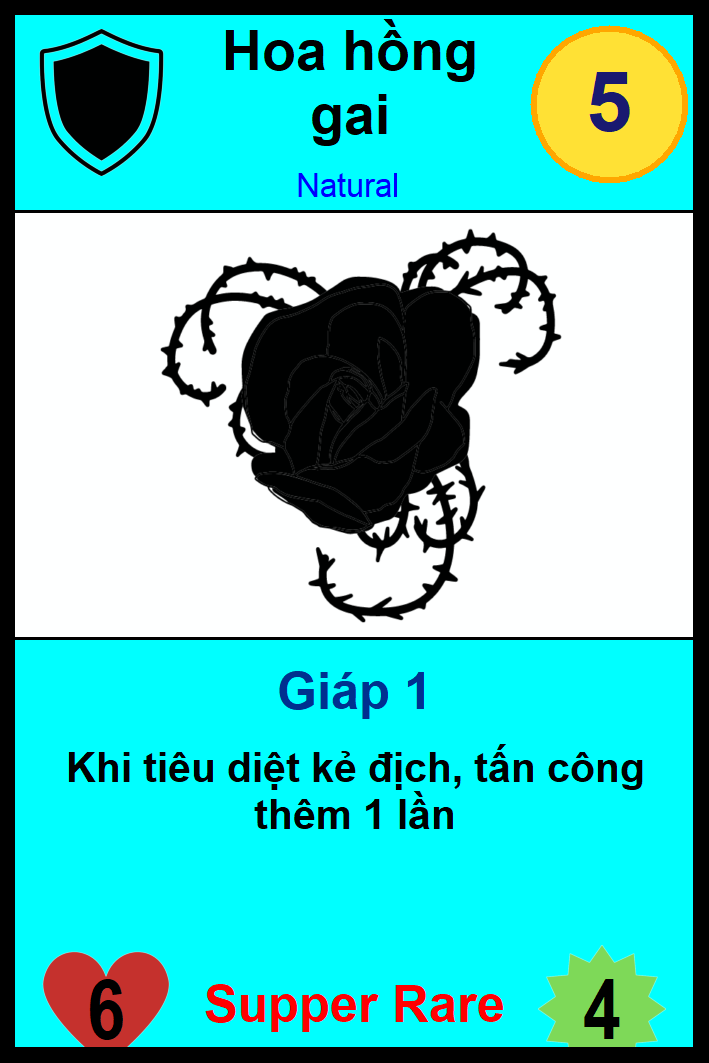 Hoa hồng
gai
5
Natural
Giáp 1
Khi tiêu diệt kẻ địch, tấn công
thêm 1 lần
6
Supper Rare
4